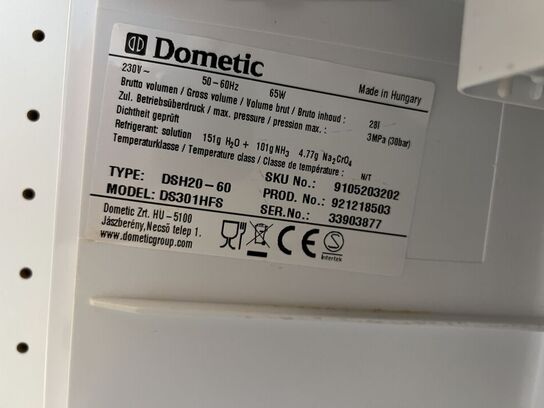 Dometic
230V ~ 50-60Hz 65W Made in Hungary
Brutto volumen / Gross volume / Volume brut / Bruto inhoud : 28l
Zul. Betriebsüberdruck / max. pressure / pression max. : 3MPa (30bar)
Dichtheit geprüft
Refrigerant: solution 151g H₂O + 101g NH₃ 4.77g Na₂CrO₄
Temperaturklasse / Temperature class / Classe de température : N/T
TYPE: DSH20-60 SKU No.: 9105203202
MODEL: DS301HFS PROD. No.: 921218503
SER.No.: 33903877
Dometic Zrt. HU - 5100
Jászberény, Necső telep 1.
www.dometicgroup.com
CE
S
Intertek